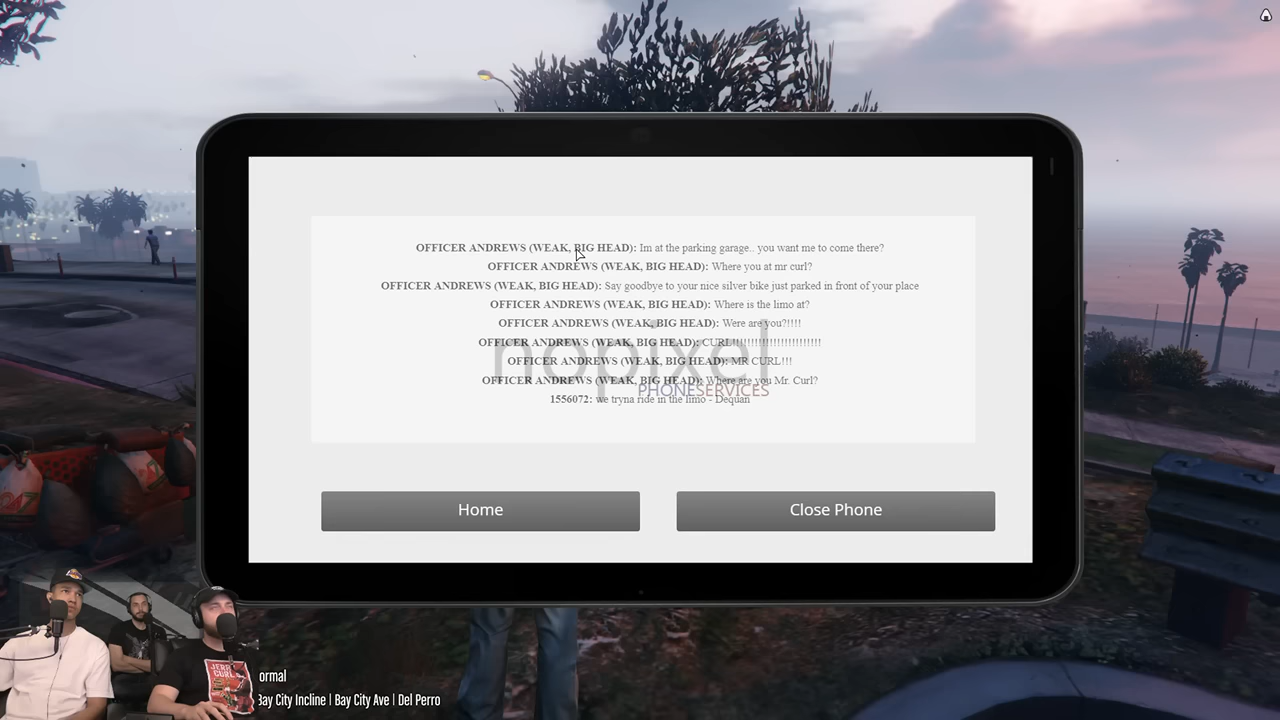 OFFICER ANDREWS (WEAK, BIG HEAD): Im at the parking garage.. you want me to come there?
OFFICER ANDREWS (WEAK, BIG HEAD): Where you at mr curl?
OFFICER ANDREWS (WEAK, BIG HEAD): Say goodbye to your nice silver bike just parked in front of your place
OFFICER ANDREWS (WEAK, BIG HEAD): Where is the limo at?
OFFICER ANDREWS (WEAK, BIG HEAD): Were are you?!!!!
OFFICER ANDREWS (WEAK, BIG HEAD): CURL!!!!!!!!!!!!!!!!!!!!!!!
OFFICER ANDREWS (WEAK, BIG HEAD): MR CURL!!!
OFFICER ANDREWS (WEAK, BIG HEAD): Where are you Mr. Curl?
nopixel
PHONESERVICES
1556072: we tryna ride in the limo - Dequan
Home
Close Phone
ormal
Bay City Incline | Bay City Ave | Del Perro